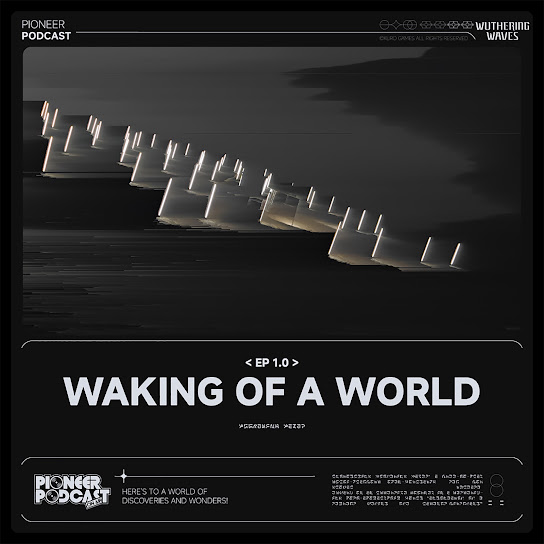 PIONEER
PODCAST
WUTHERING
WAVES
©KURO GAMES ALL RIGHTS RESERVED
< EP 1.0 >
WAKING OF A WORLD
PIONEER
PODCAST
HERE'S TO A WORLD OF
DISCOVERIES AND WONDERS!